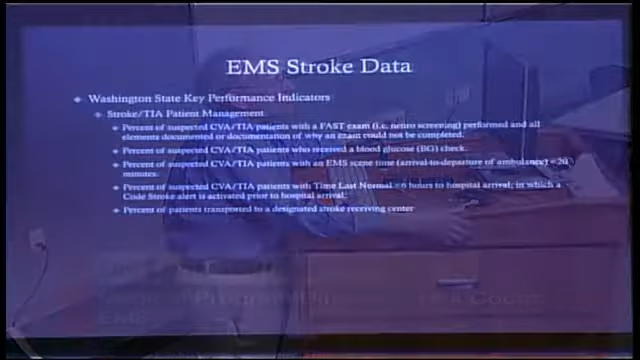 EMS Stroke Data
Washington State Key Performance Indicators
Stroke/TIA Patient Management
Percent of suspected CVA/TIA patients with a FAST exam (i.e. neuro screening) performed and all
element documented or documentation of why an exam could not be completed.
Percent of suspected CVA/TIA patients who received a blood glucose (BG) check.
Percent of suspected CVA/TIA patients with an EMS scene time (arrival-to-departure of ambulance) 20
minutes.
Percent of suspected CVA/TIA patients with Time Last Normal 6 hours to hospital arrival, in which a
Code Stroke alert is activated prior to hospital arrival;
Percent of patients transported to a designated stroke receiving center
EMS